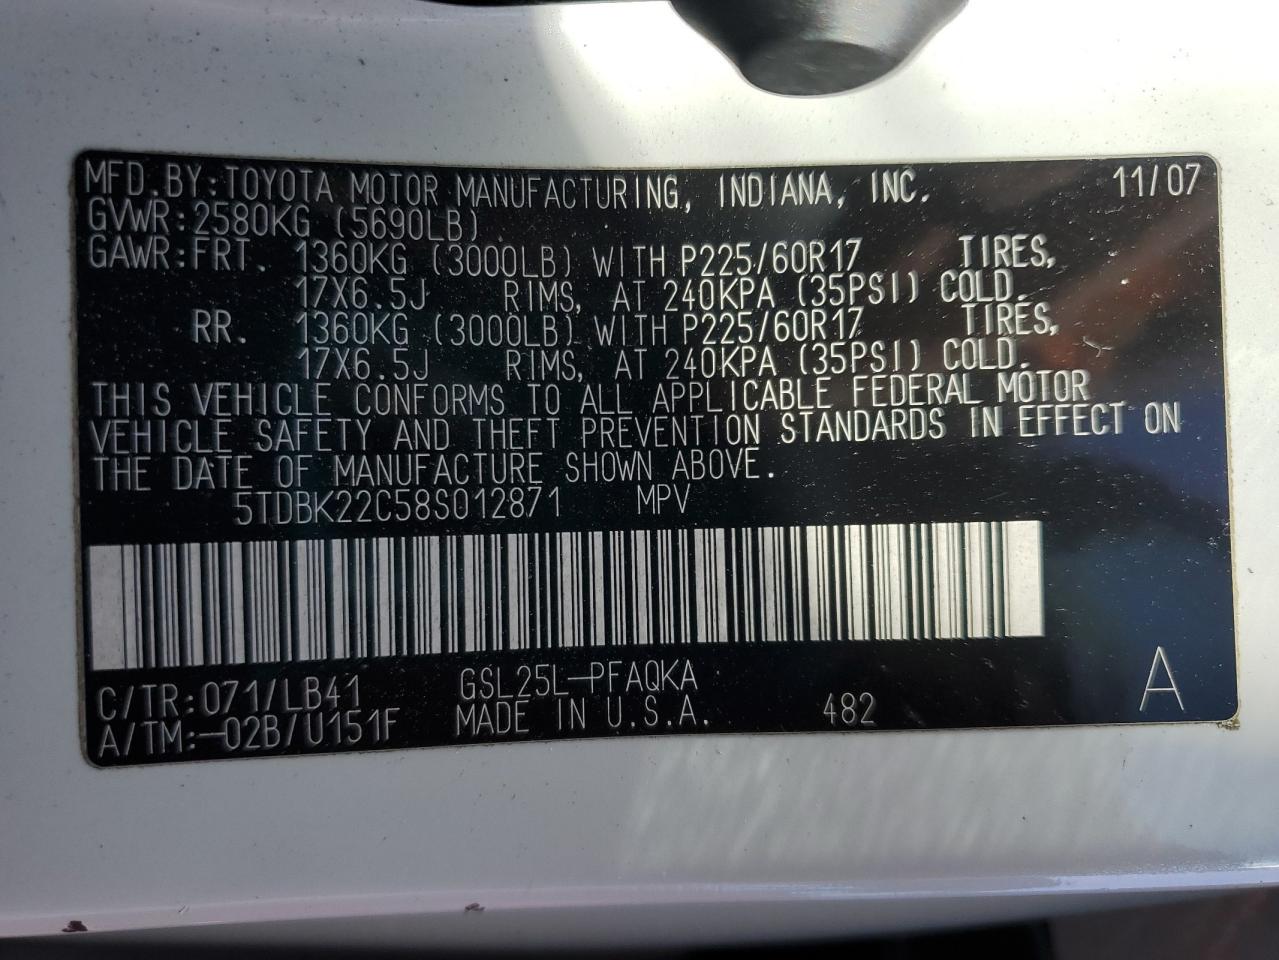 MFD.BY:TOYOTA MOTOR MANUFACTURING, INDIANA, INC. 11/07
GVWR:2580KG (5690LB)
GAWR:FRT. 1360KG (3000LB) WITH P225/60R17 TIRES,
17X6.5J RIMS, AT 240KPA (35PSI) COLD.
RR. 1360KG (3000LB) WITH P225/60R17 TIRES,
17X6.5J RIMS, AT 240KPA (35PSI) COLD.
THIS VEHICLE CONFORMS TO ALL APPLICABLE FEDERAL MOTOR
VEHICLE SAFETY AND THEFT PREVENTION STANDARDS IN EFFECT ON
THE DATE OF MANUFACTURE SHOWN ABOVE.
5TDBK22C58S012871 MPV
C/TR:071/LB41 GSL25L-PFAQKA
A/TM:-02B/U151F MADE IN U.S.A. 482 A